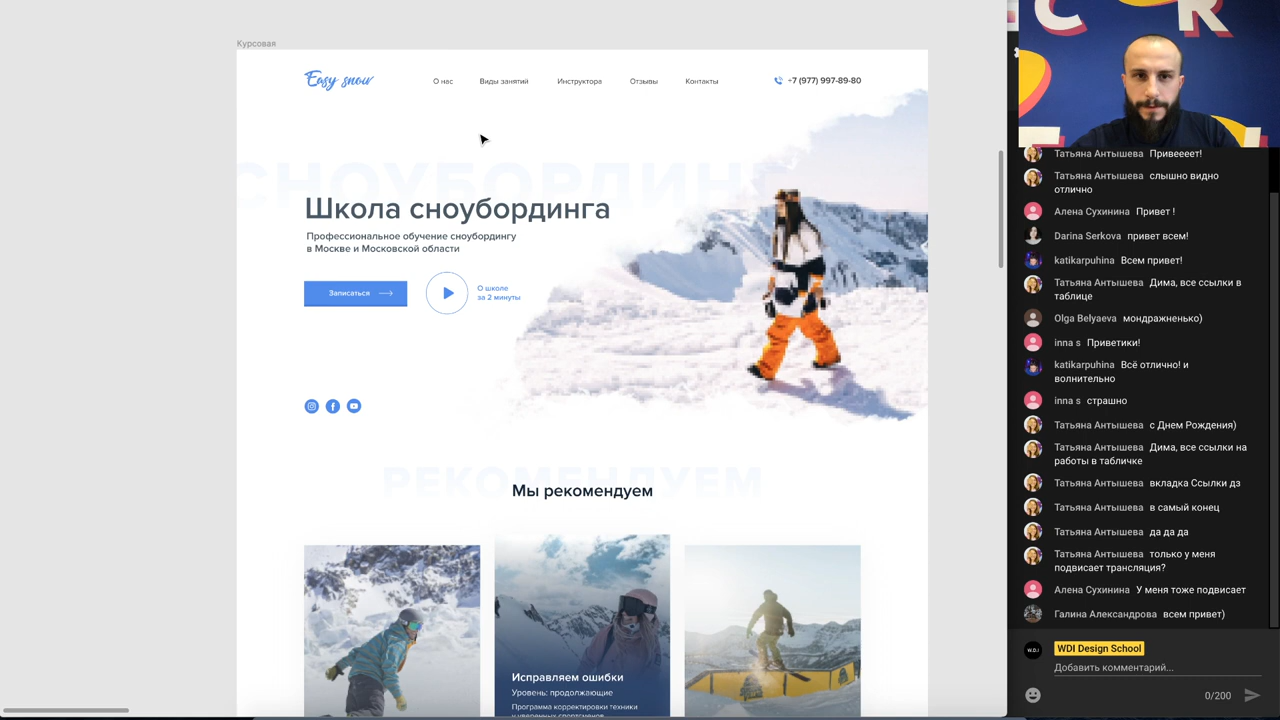 Курсовая
Easy snow
О нас
Виды занятий
Инструктора
Отзывы
Контакты
+7 (977) 997-89-80
СНОУБОРДИНГ
Школа сноубординга
Профессиональное обучение сноубордингу
в Москве и Московской области
Записаться
О школе
за 2 минуты
РЕКОМЕНДУЕМ
Мы рекомендуем
Исправляем ошибки
Уровень: продолжающие
Программа корректировки техники
у уверенных спортсменов
Татьяна Антышева Привеееет!
Татьяна Антышева слышно видно
отлично
Алена Сухинина Привет !
Darina Serkova привет всем!
katikarpuhina Всем привет!
Татьяна Антышева Дима, все ссылки в
таблице
Olga Belyaeva мондражненько)
inna s Приветики!
katikarpuhina Всё отлично! и
волнительно
inna s страшно
Татьяна Антышева с Днем Рождения)
Татьяна Антышева Дима, все ссылки на
работы в табличке
Татьяна Антышева вкладка Ссылки дз
Татьяна Антышева в самый конец
Татьяна Антышева да да да
Татьяна Антышева только у меня
подвисает трансляция?
Алена Сухинина У меня тоже подвисает
Галина Александрова всем привет)
W.D.I
WDI Design School
Добавить комментарий...
0/200